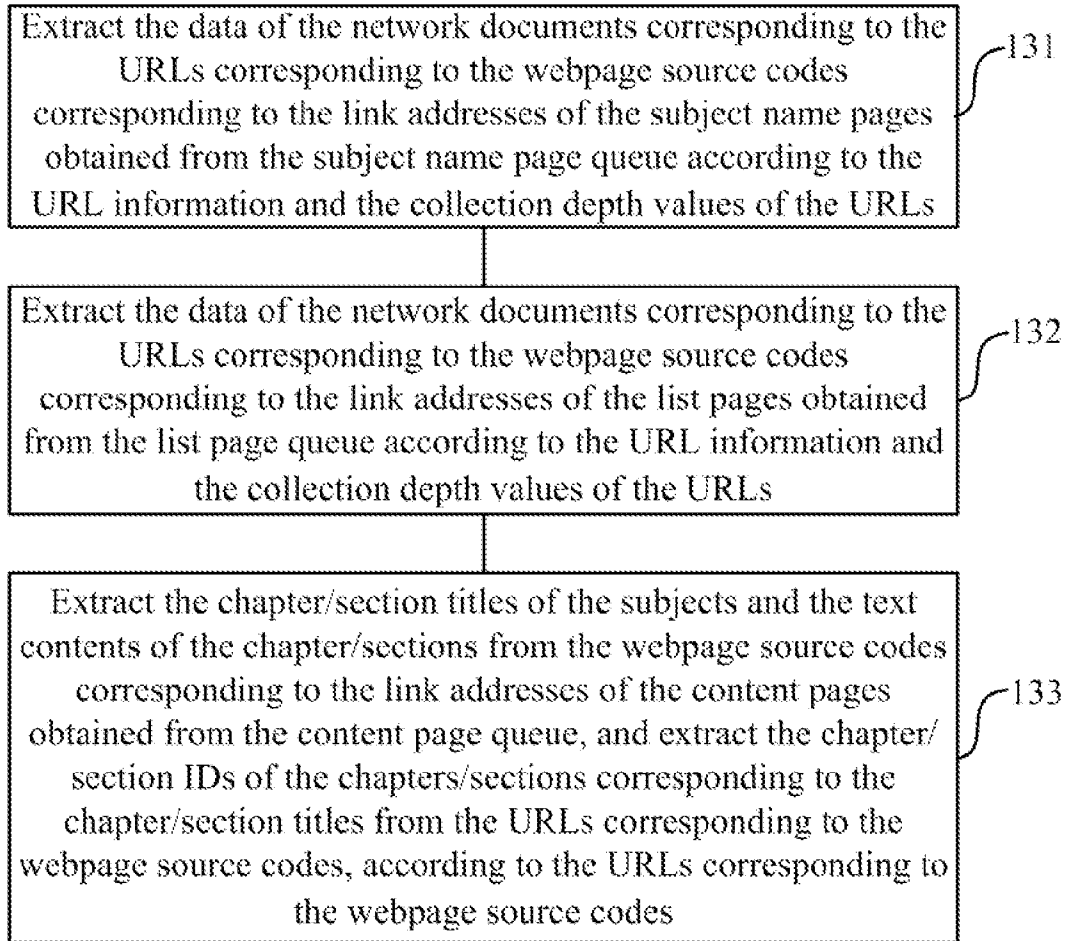 Extract the data of the network documents corresponding to the
URLs corresponding to the webpage source codes
corresponding to the link addresses of the subject name pages
obtained from the subject name page queue according to the
URL information and the collection depth values of the URLs
131
Extract the data of the network documents corresponding to the
URLs corresponding to the webpage source codes
corresponding to the link addresses of the list pages obtained
from the list page queue according to the URL information and
the collection depth values of the URLs
132
Extract the chapter/section titles of the subjects and the text
contents of the chapter/sections from the webpage source codes
corresponding to the link addresses of the content pages
obtained from the content page queue, and extract the chapter/
section IDs of the chapters/sections corresponding to the
chapter/section titles from the URLs corresponding to the
webpage source codes, according to the URLs corresponding to
the webpage source codes
133